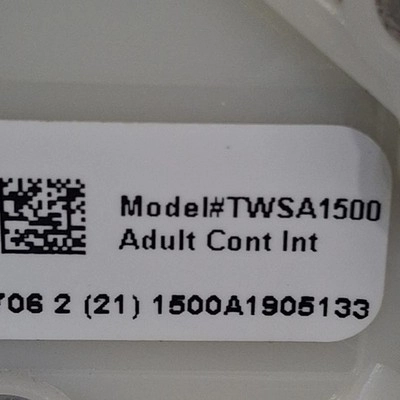 Model#TWSA1500
Adult Cont Int
706 2 (21) 1500A1905133